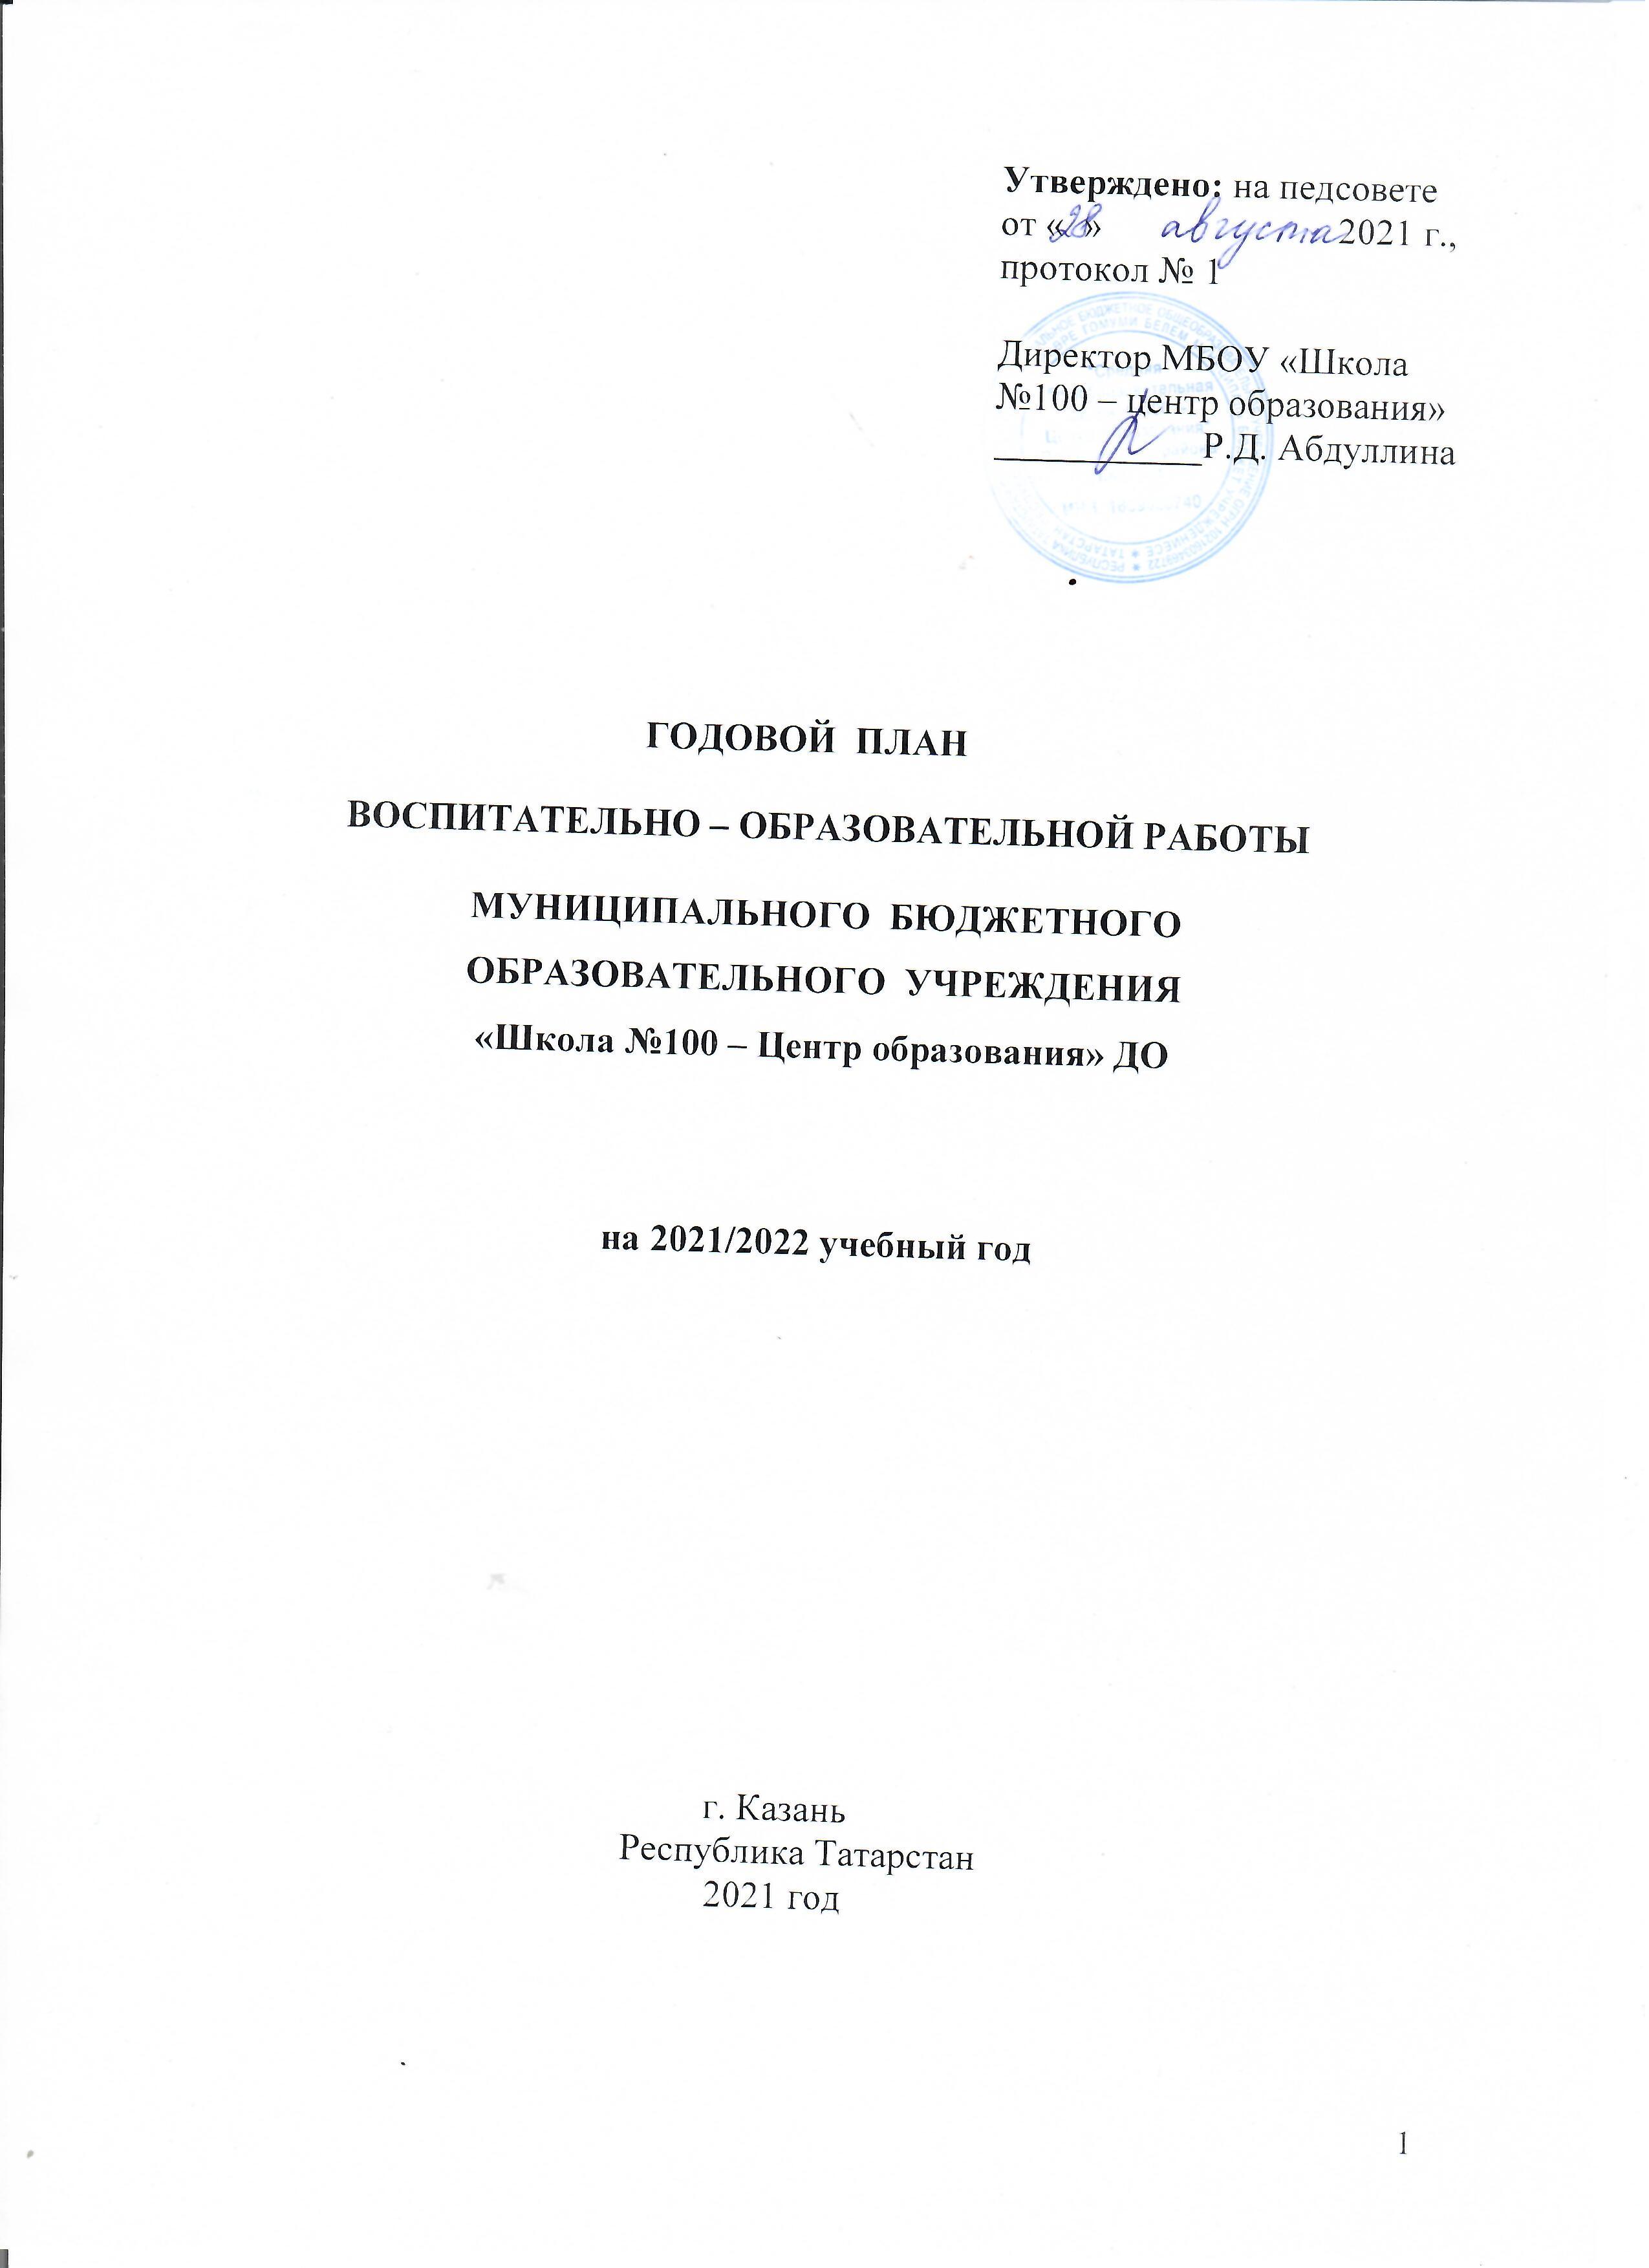 Утверждено: на педсовете
от «28» августа 2021 г.,
протокол № 1
Директор МБОУ «Школа
№100 – центр образования»
___________Р.Д. Абдуллина
ГОДОВОЙ ПЛАН
ВОСПИТАТЕЛЬНО – ОБРАЗОВАТЕЛЬНОЙ РАБОТЫ
МУНИЦИПАЛЬНОГО БЮДЖЕТНОГО
ОБРАЗОВАТЕЛЬНОГО УЧРЕЖДЕНИЯ
«Школа №100 – Центр образования» ДО
на 2021/2022 учебный год
г. Казань
Республика Татарстан
2021 год
1